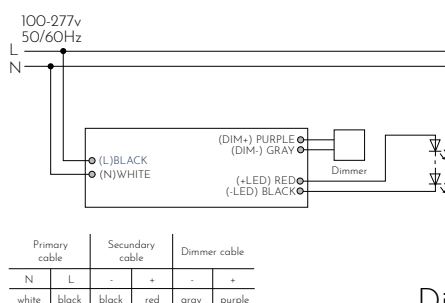 100-277v
50/60Hz
L
N
(DIM+) PURPLE
(DIM-) GRAY
Dimmer
(L)BLACK
(N)WHITE
(+LED) RED
(-LED) BLACK
Primary cable Secondary cable Dimmer cable
N L - + - +
white black black red gray purple